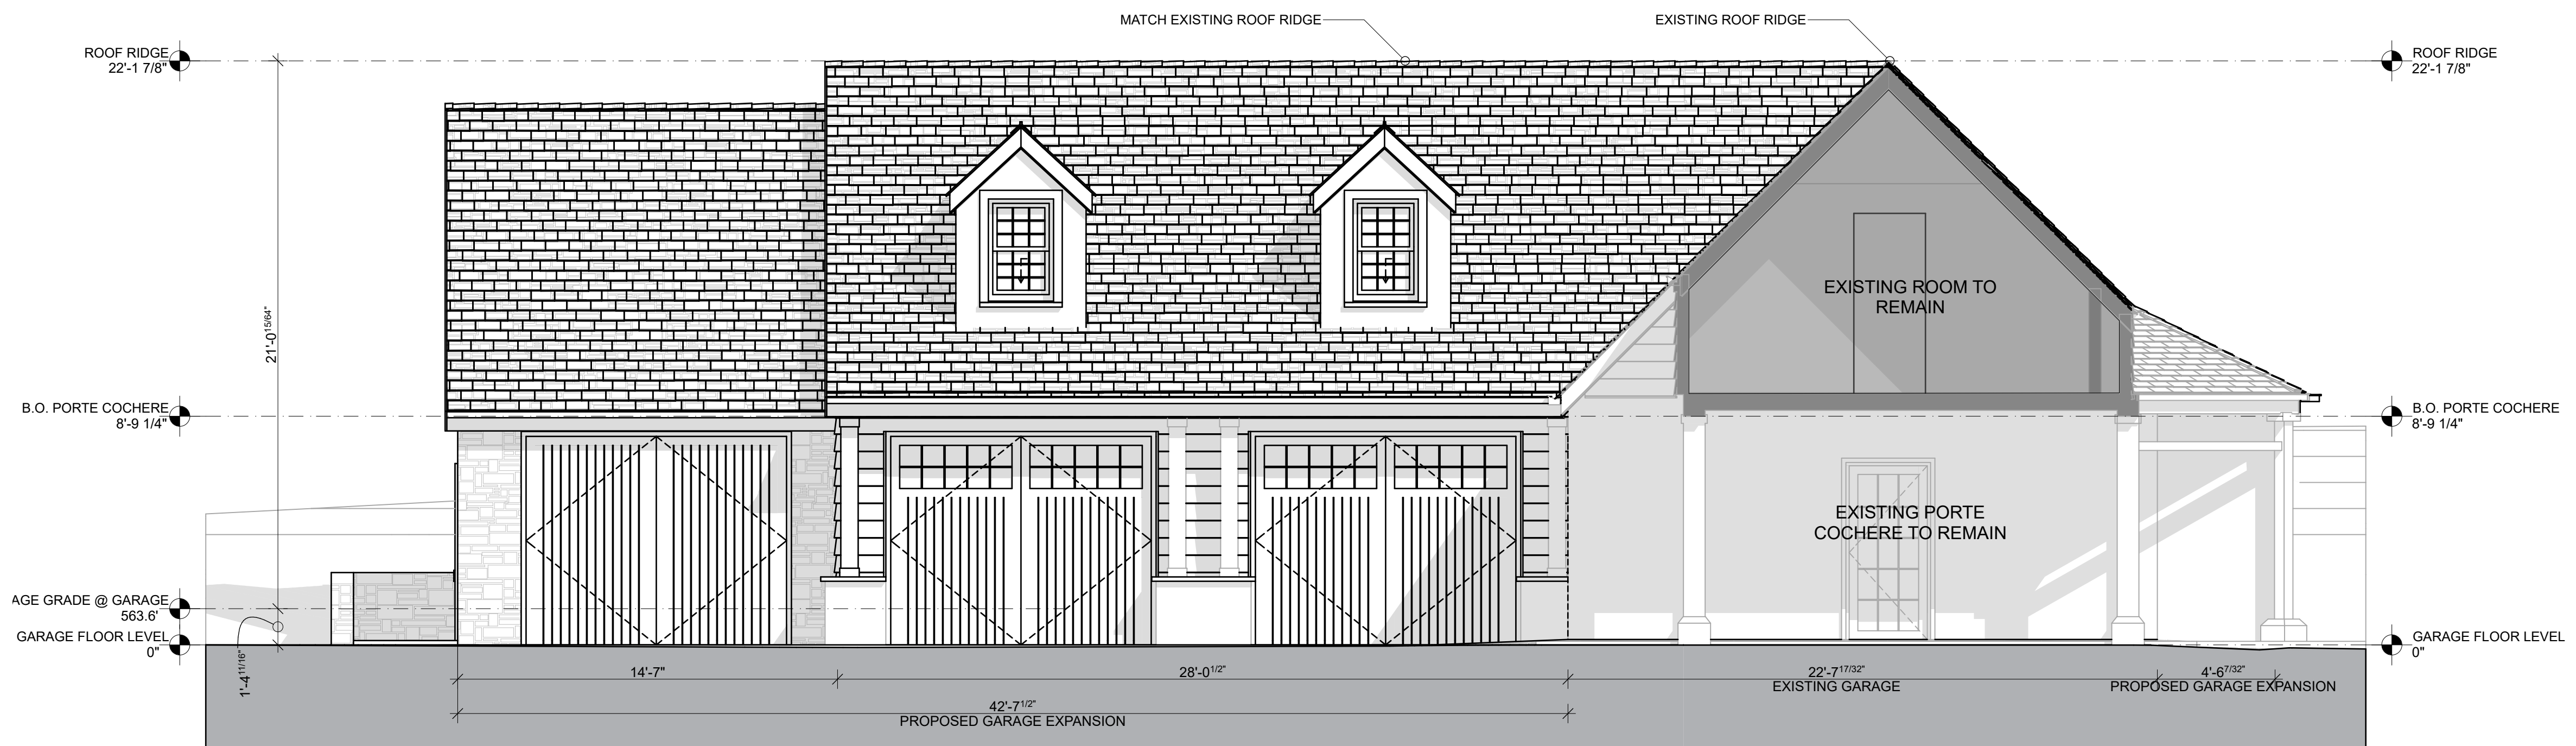 MATCH EXISTING ROOF RIDGE
EXISTING ROOF RIDGE
ROOF RIDGE
22'-1 7/8"
ROOF RIDGE
22'-1 7/8"
21'-0 15/64"
EXISTING ROOM TO
REMAIN
B.O. PORTE COCHERE
8'-9 1/4"
B.O. PORTE COCHERE
8'-9 1/4"
EXISTING PORTE
COCHERE TO REMAIN
AGE GRADE @ GARAGE
563.6'
GARAGE FLOOR LEVEL
0"
GARAGE FLOOR LEVEL
0"
1'-4 11/16"
14'-7"
28'-0 1/2"
22'-7 17/32"
EXISTING GARAGE
4'-6 7/32"
PROPOSED GARAGE EXPANSION
42'-7 1/2"
PROPOSED GARAGE EXPANSION